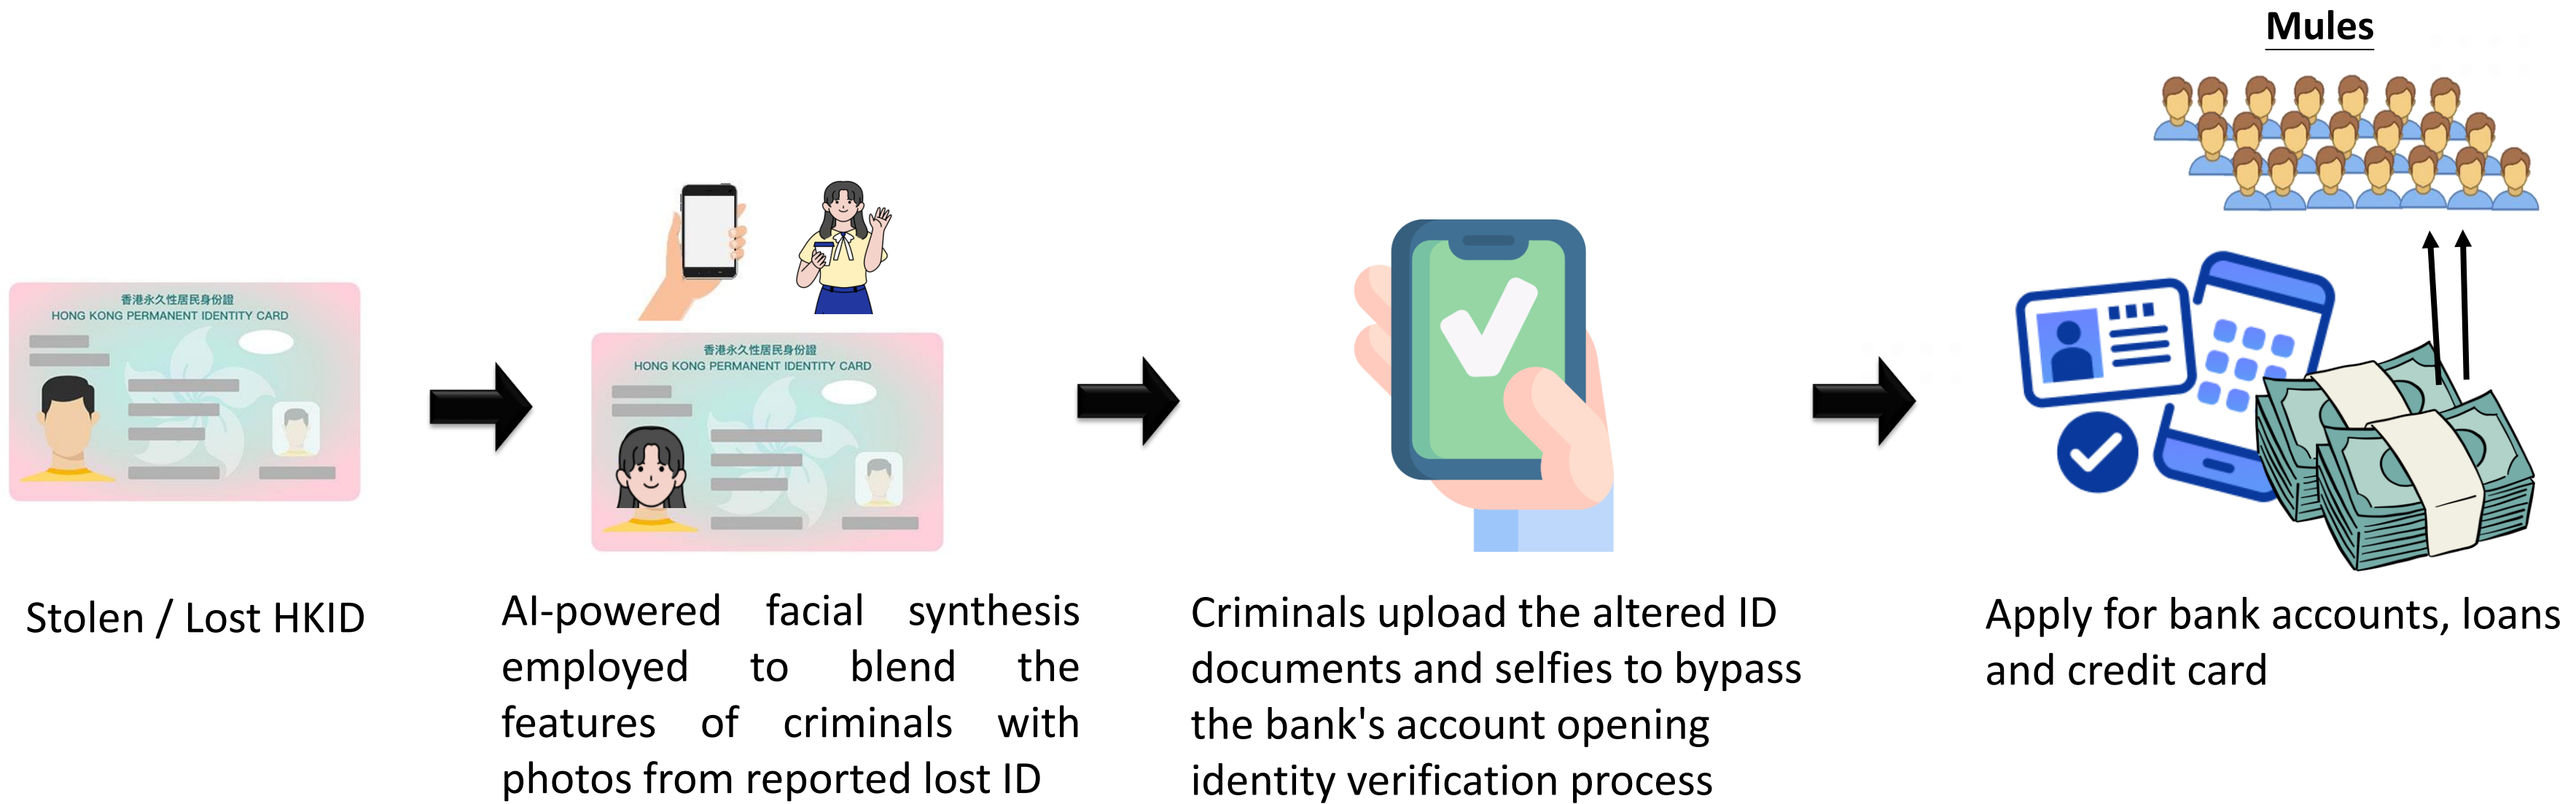 Mules
香港永久性居民身份證
HONG KONG PERMANENT IDENTITY CARD
香港永久性居民身份證
HONG KONG PERMANENT IDENTITY CARD
Stolen / Lost HKID
AI-powered facial synthesis
employed to blend the
features of criminals with
photos from reported lost ID
Criminals upload the altered ID
documents and selfies to bypass
the bank's account opening
identity verification process
Apply for bank accounts, loans
and credit card